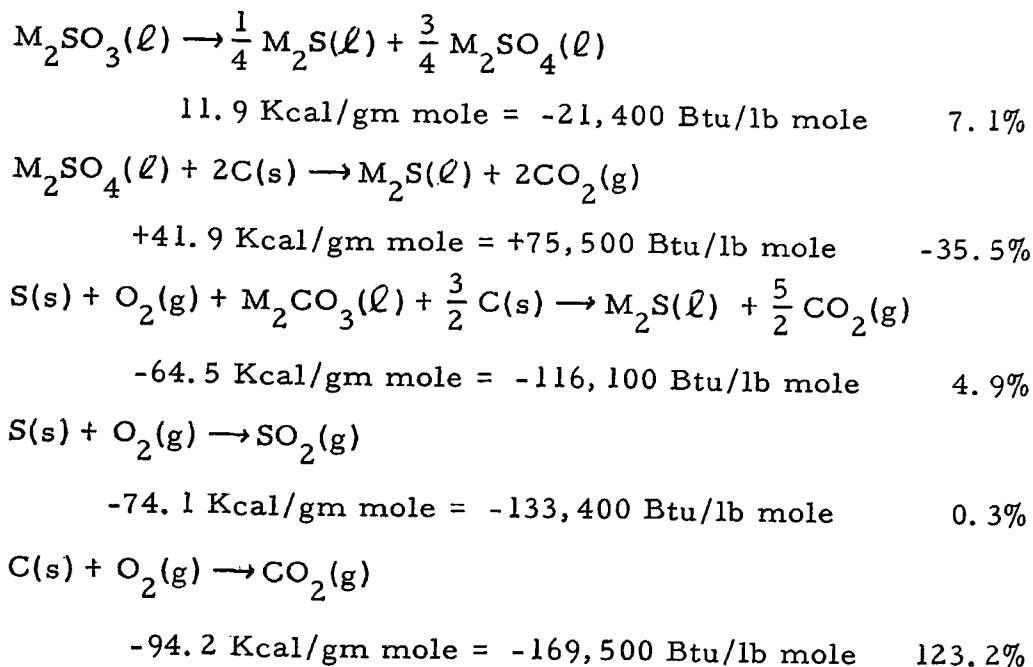 M₂SO₃(ℓ) ⟶ 1/4 M₂S(ℓ) + 3/4 M₂SO₄(ℓ)
11.9 Kcal/gm mole = -21,400 Btu/lb mole 7.1%
M₂SO₄(ℓ) + 2C(s) ⟶ M₂S(ℓ) + 2CO₂(g)
+41.9 Kcal/gm mole = +75,500 Btu/lb mole -35.5%
S(s) + O₂(g) + M₂CO₃(ℓ) + 3/2 C(s) ⟶ M₂S(ℓ) + 5/2 CO₂(g)
-64.5 Kcal/gm mole = -116,100 Btu/lb mole 4.9%
S(s) + O₂(g) ⟶ SO₂(g)
-74.1 Kcal/gm mole = -133,400 Btu/lb mole 0.3%
C(s) + O₂(g) ⟶ CO₂(g)
-94.2 Kcal/gm mole = -169,500 Btu/lb mole 123.2%